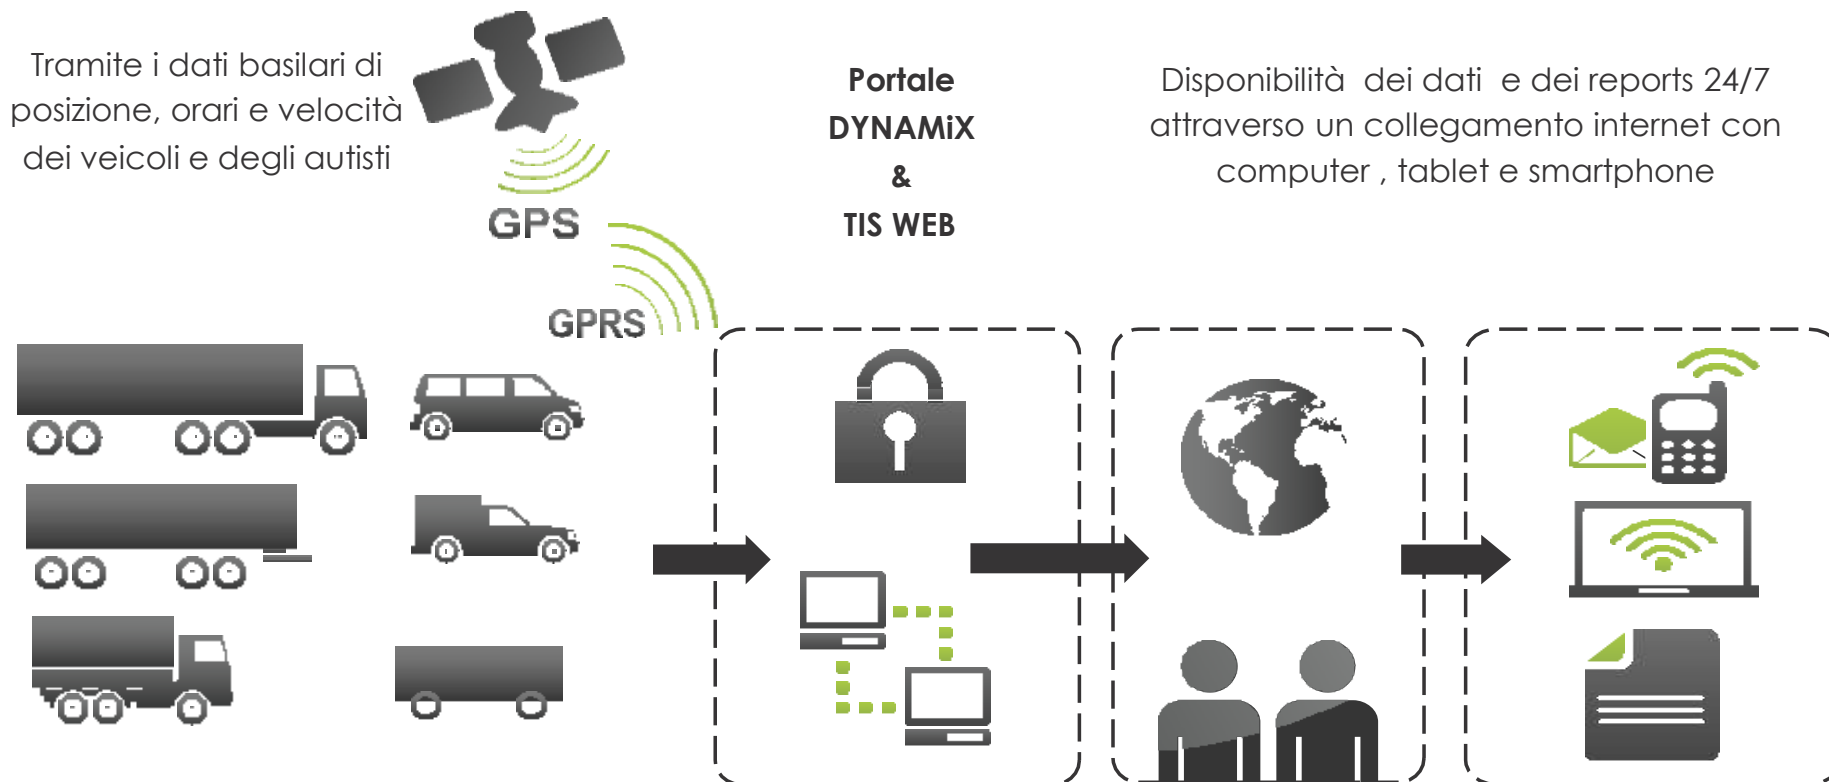 Tramite i dati basilari di
posizione, orari e velocità
dei veicoli e degli autisti
GPS
GPRS
Portale
DYNAMiX
&
TIS WEB
Disponibilità dei dati e dei reports 24/7
attraverso un collegamento internet con
computer , tablet e smartphone